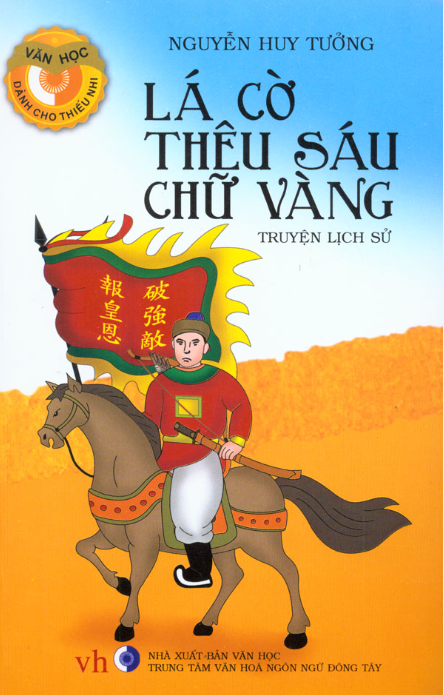 VĂN HỌC
DÀNH CHO THIẾU NHI
NGUYỄN HUY TƯỞNG
LÁ CỜ
THÊU SÁU
CHỮ VÀNG
TRUYỆN LỊCH SỬ
破強敵
報皇恩
vh
NHÀ XUẤT BẢN VĂN HỌC
TRUNG TÂM VĂN HOÁ NGÔN NGỮ ĐÔNG TÂY